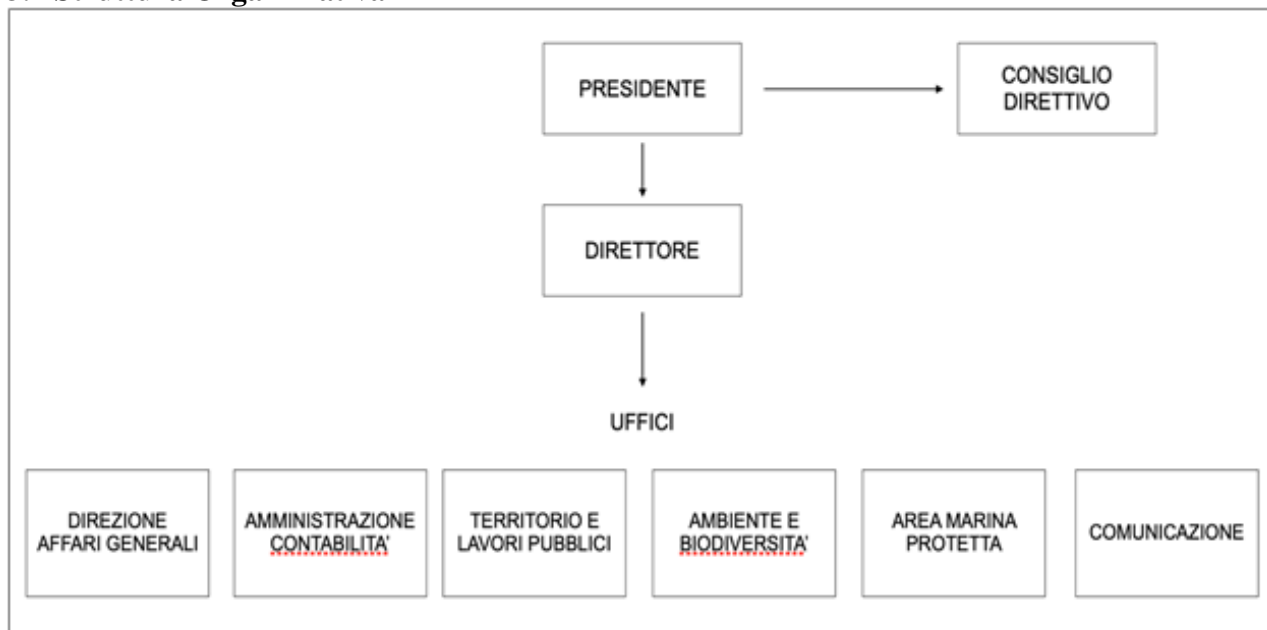 PRESIDENTE
CONSIGLIO
DIRETTIVO
DIRETTORE
UFFICI
DIREZIONE
AFFARI GENERALI
AMMINISTRAZIONE
CONTABILITA'
TERRITORIO E
LAVORI PUBBLICI
AMBIENTE E
BIODIVERSITA'
AREA MARINA
PROTETTA
COMUNICAZIONE